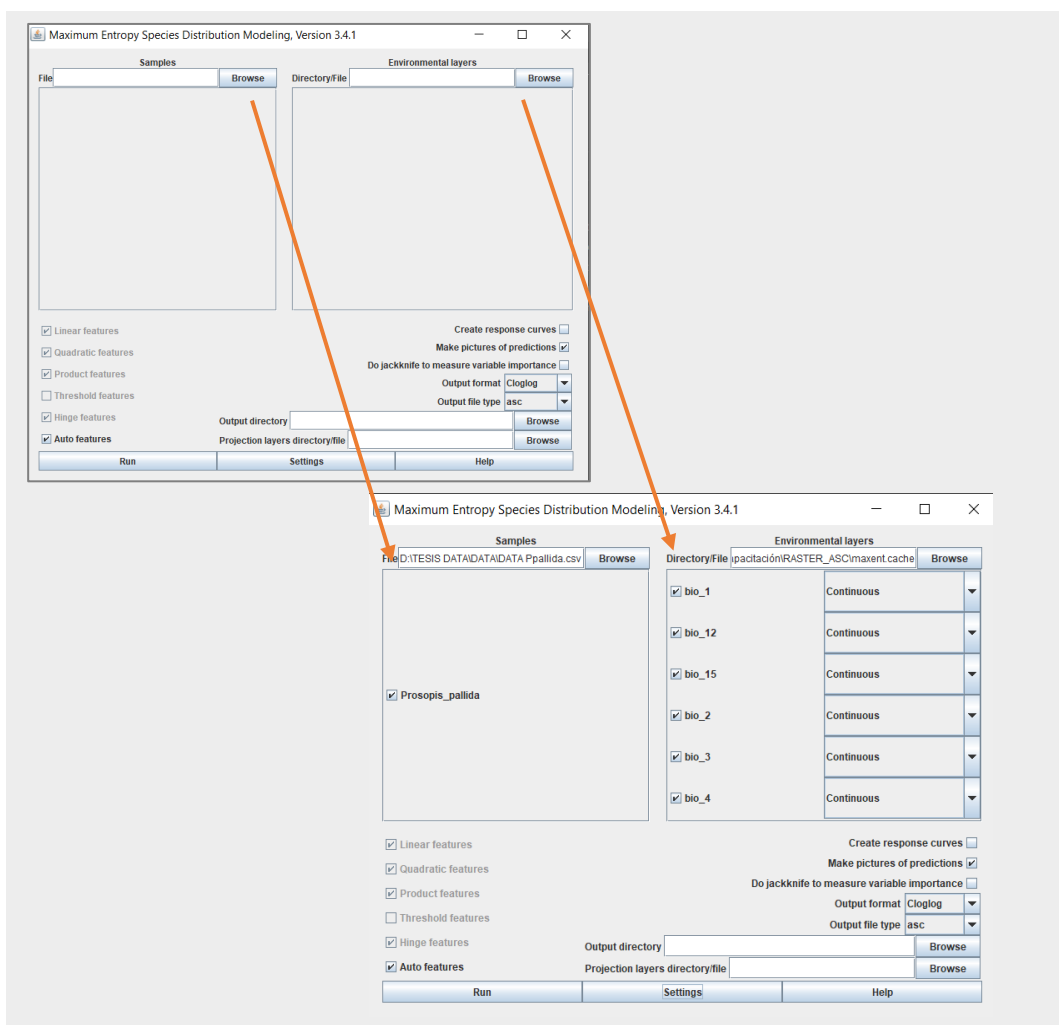 Maximum Entropy Species Distribution Modeling, Version 3.4.1
Samples
Environmental layers
File Browse
Directory/File Browse
Linear features
Quadratic features
Product features
Threshold features
Hinge features
Auto features
Create response curves
Make pictures of predictions
Do jackknife to measure variable importance
Output format Cloglog
Output file type asc
Output directory Browse
Projection layers directory/file Browse
Run Settings Help
Maximum Entropy Species Distribution Modeling, Version 3.4.1
Samples
Environmental layers
File D:\TESIS DATA\DATA\DATA Ppallida.csv Browse
Directory/File pacitación\RASTER_ASC\maxent.cache Browse
Prosopis_pallida
bio_1 Continuous
bio_12 Continuous
bio_15 Continuous
bio_2 Continuous
bio_3 Continuous
bio_4 Continuous
Linear features
Quadratic features
Product features
Threshold features
Hinge features
Auto features
Create response curves
Make pictures of predictions
Do jackknife to measure variable importance
Output format Cloglog
Output file type asc
Output directory Browse
Projection layers directory/file Browse
Run Settings Help